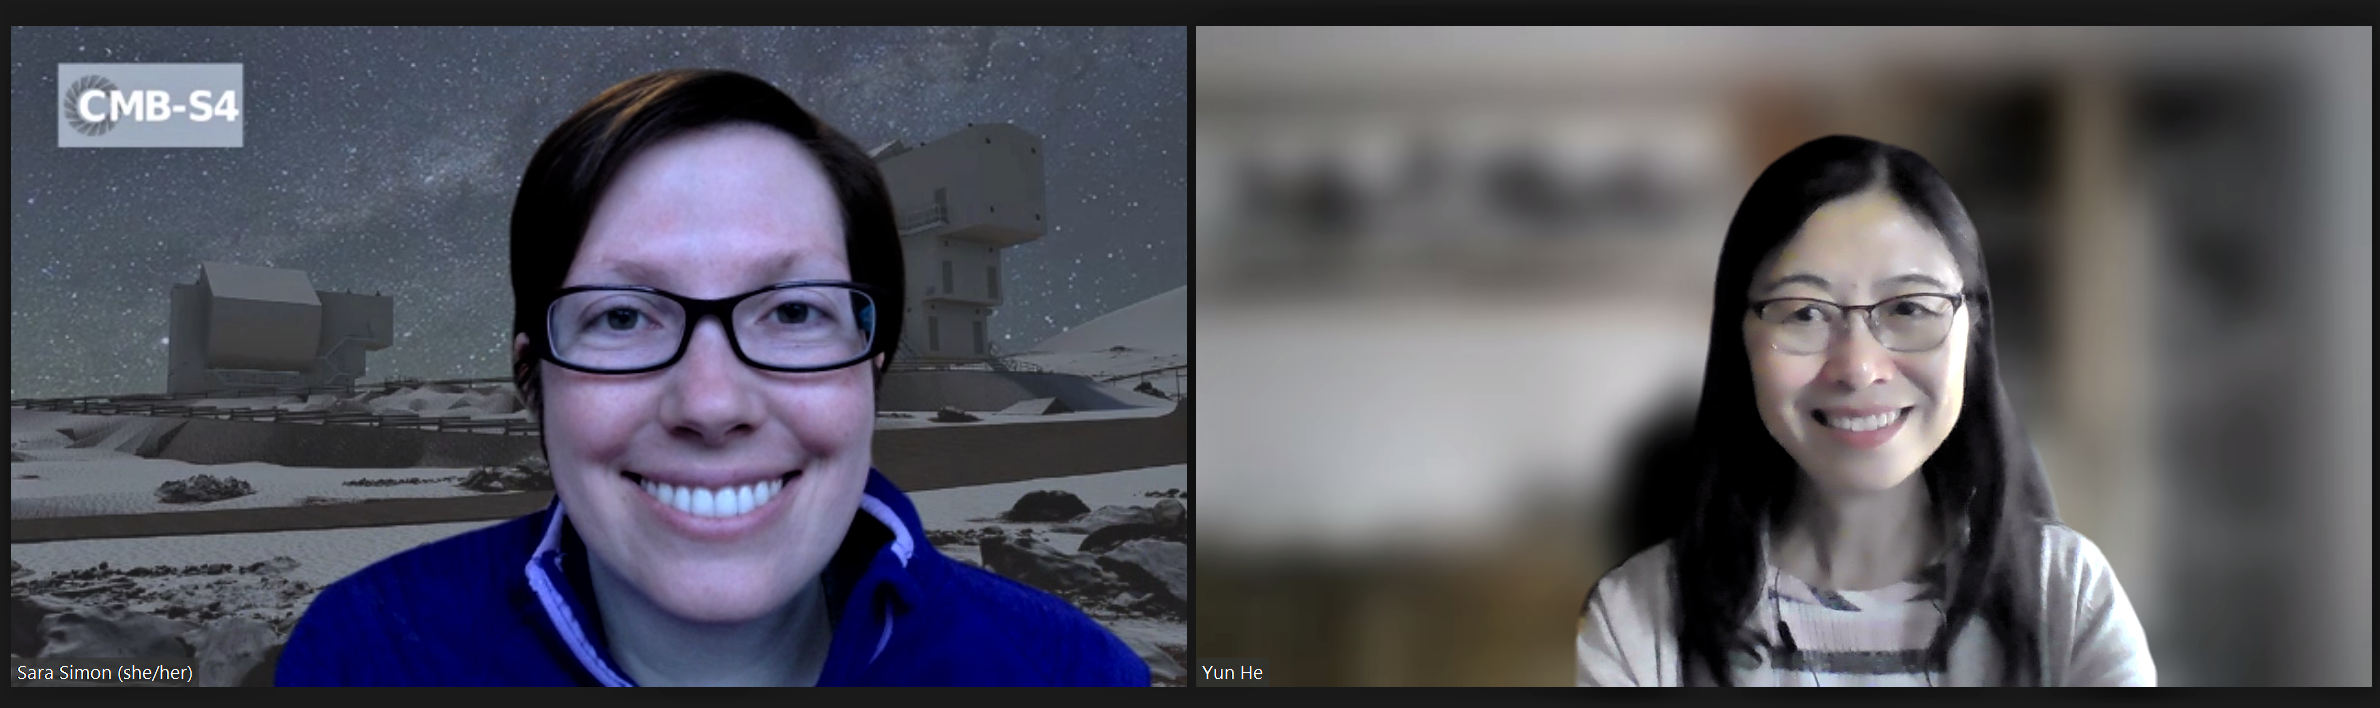 CMB-S4
Sara Simon (she/her)
Yun He